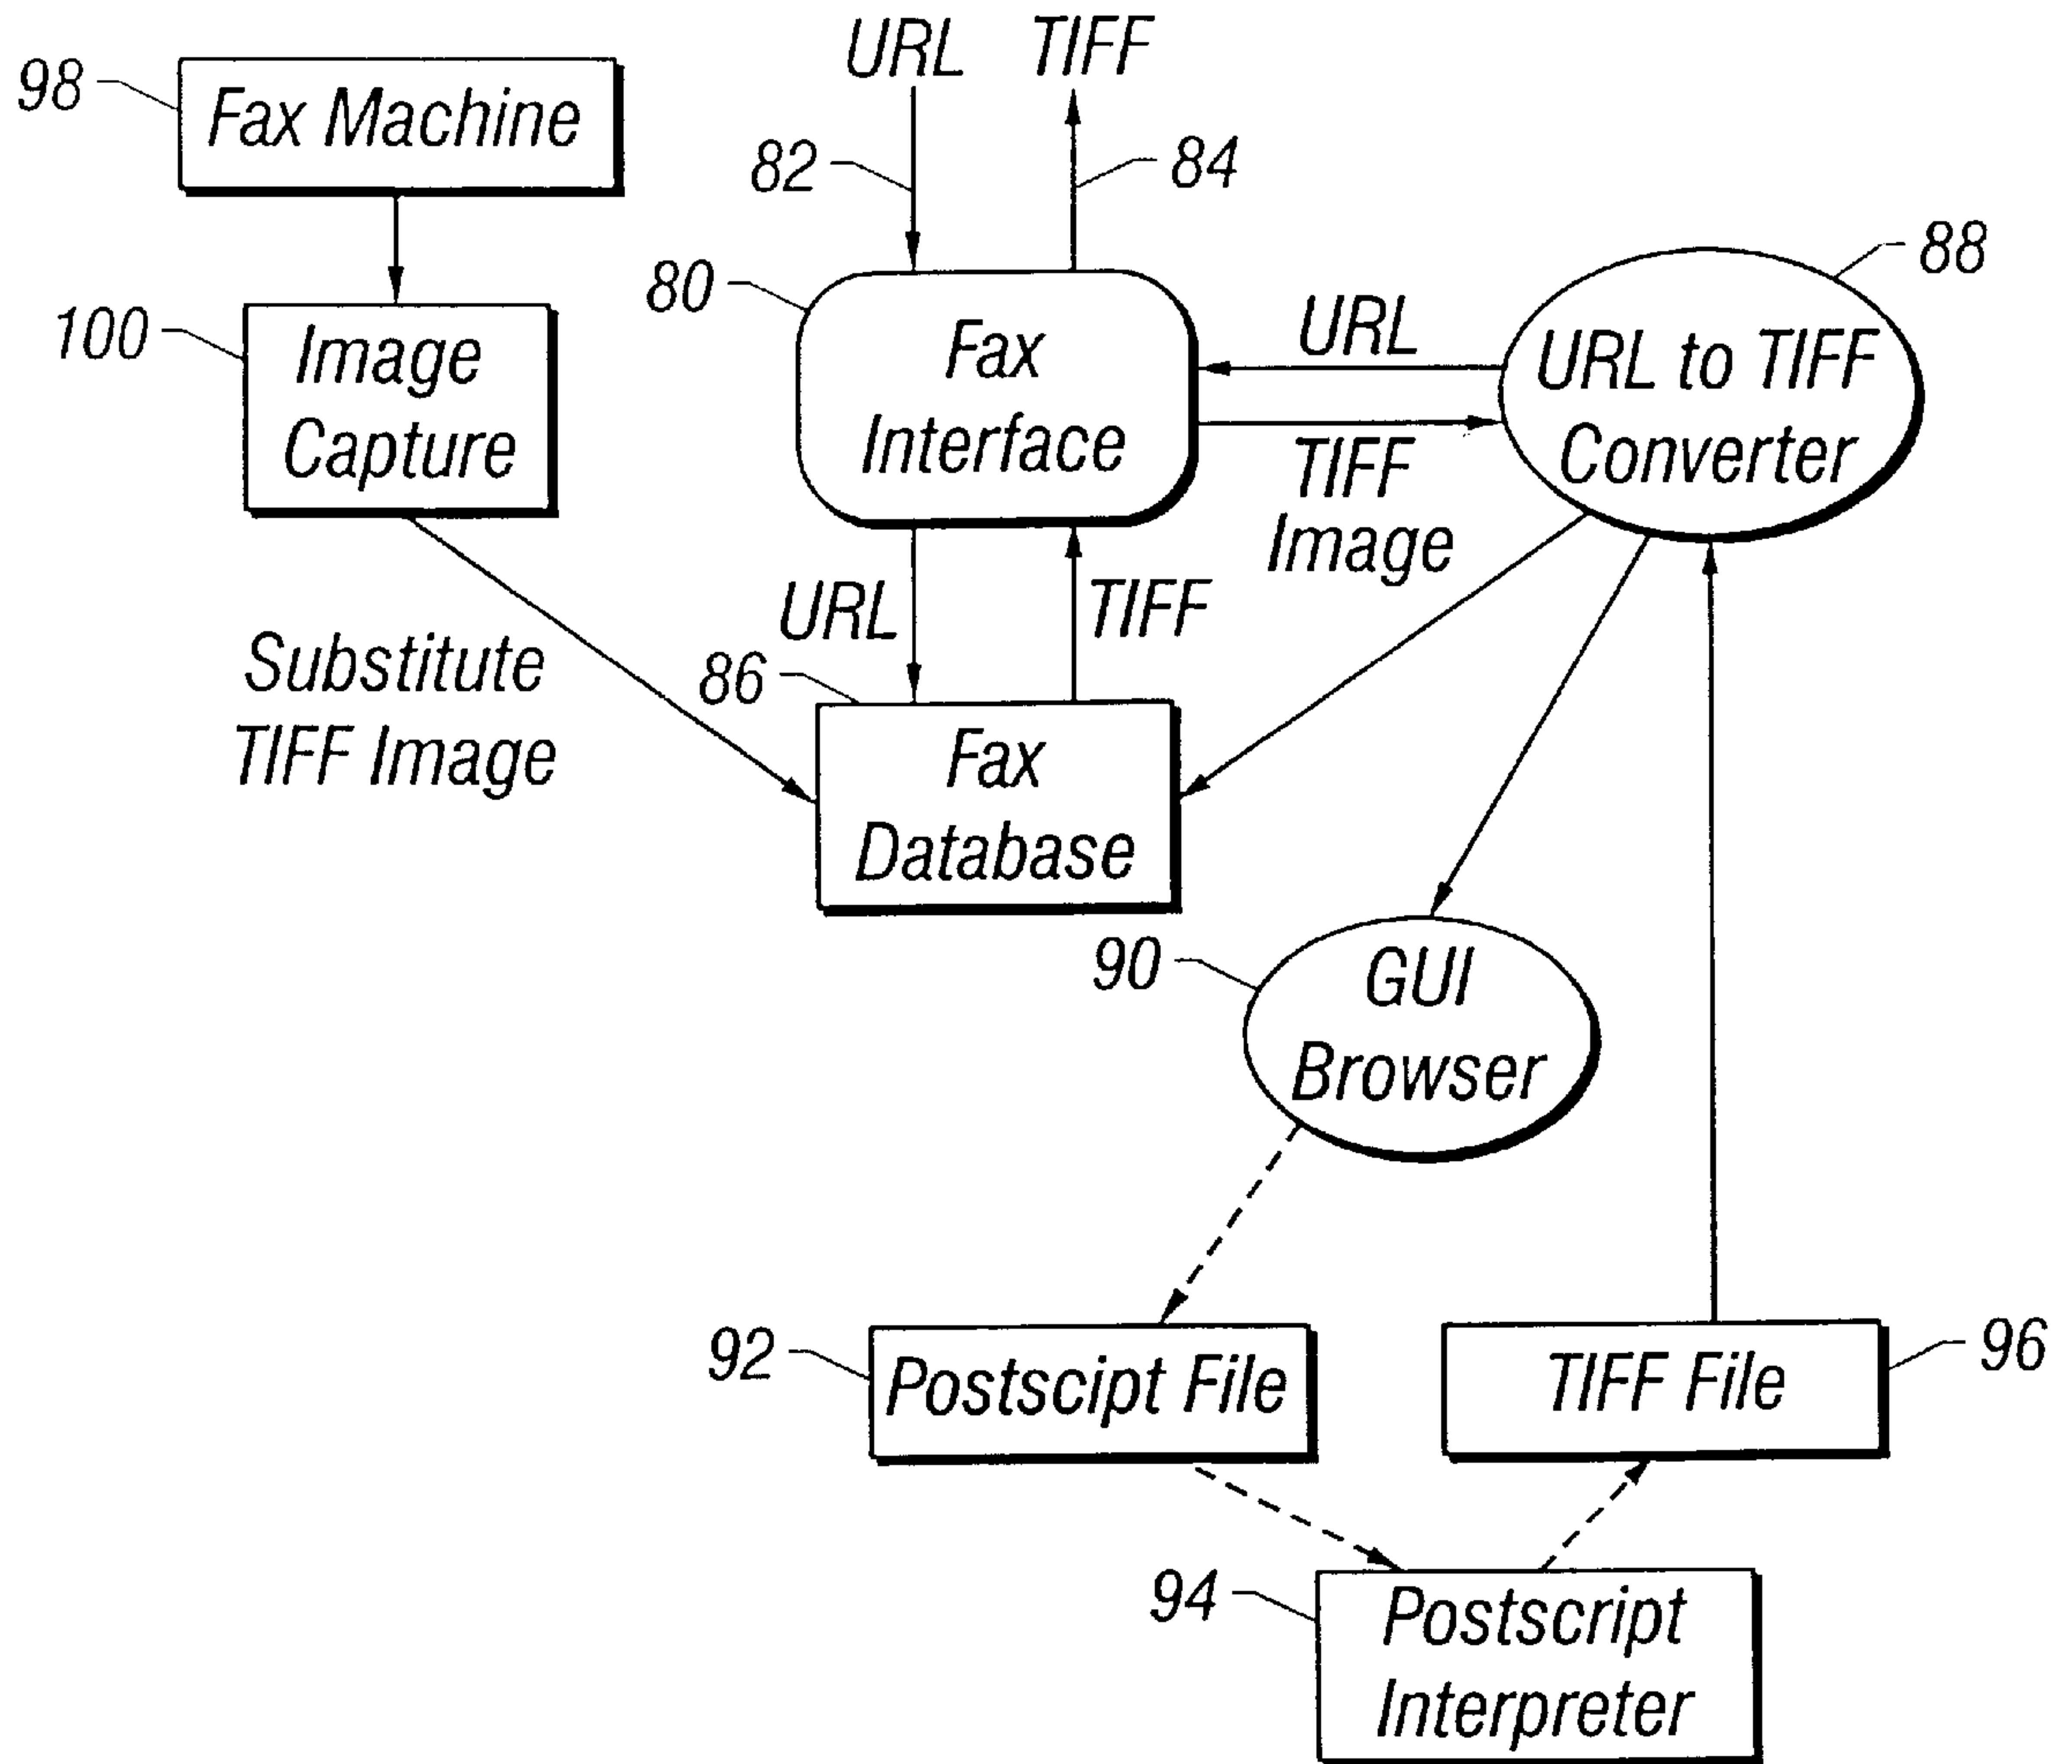 URL TIFF
98
Fax Machine
82
84
88
80
100
Image
Capture
Fax
Interface
URL
URL to TIFF
Converter
TIFF
Image
URL
TIFF
Substitute
TIFF Image
86
Fax
Database
90
GUI
Browser
92
Postscipt File
TIFF File
96
94
Postscript
Interpreter